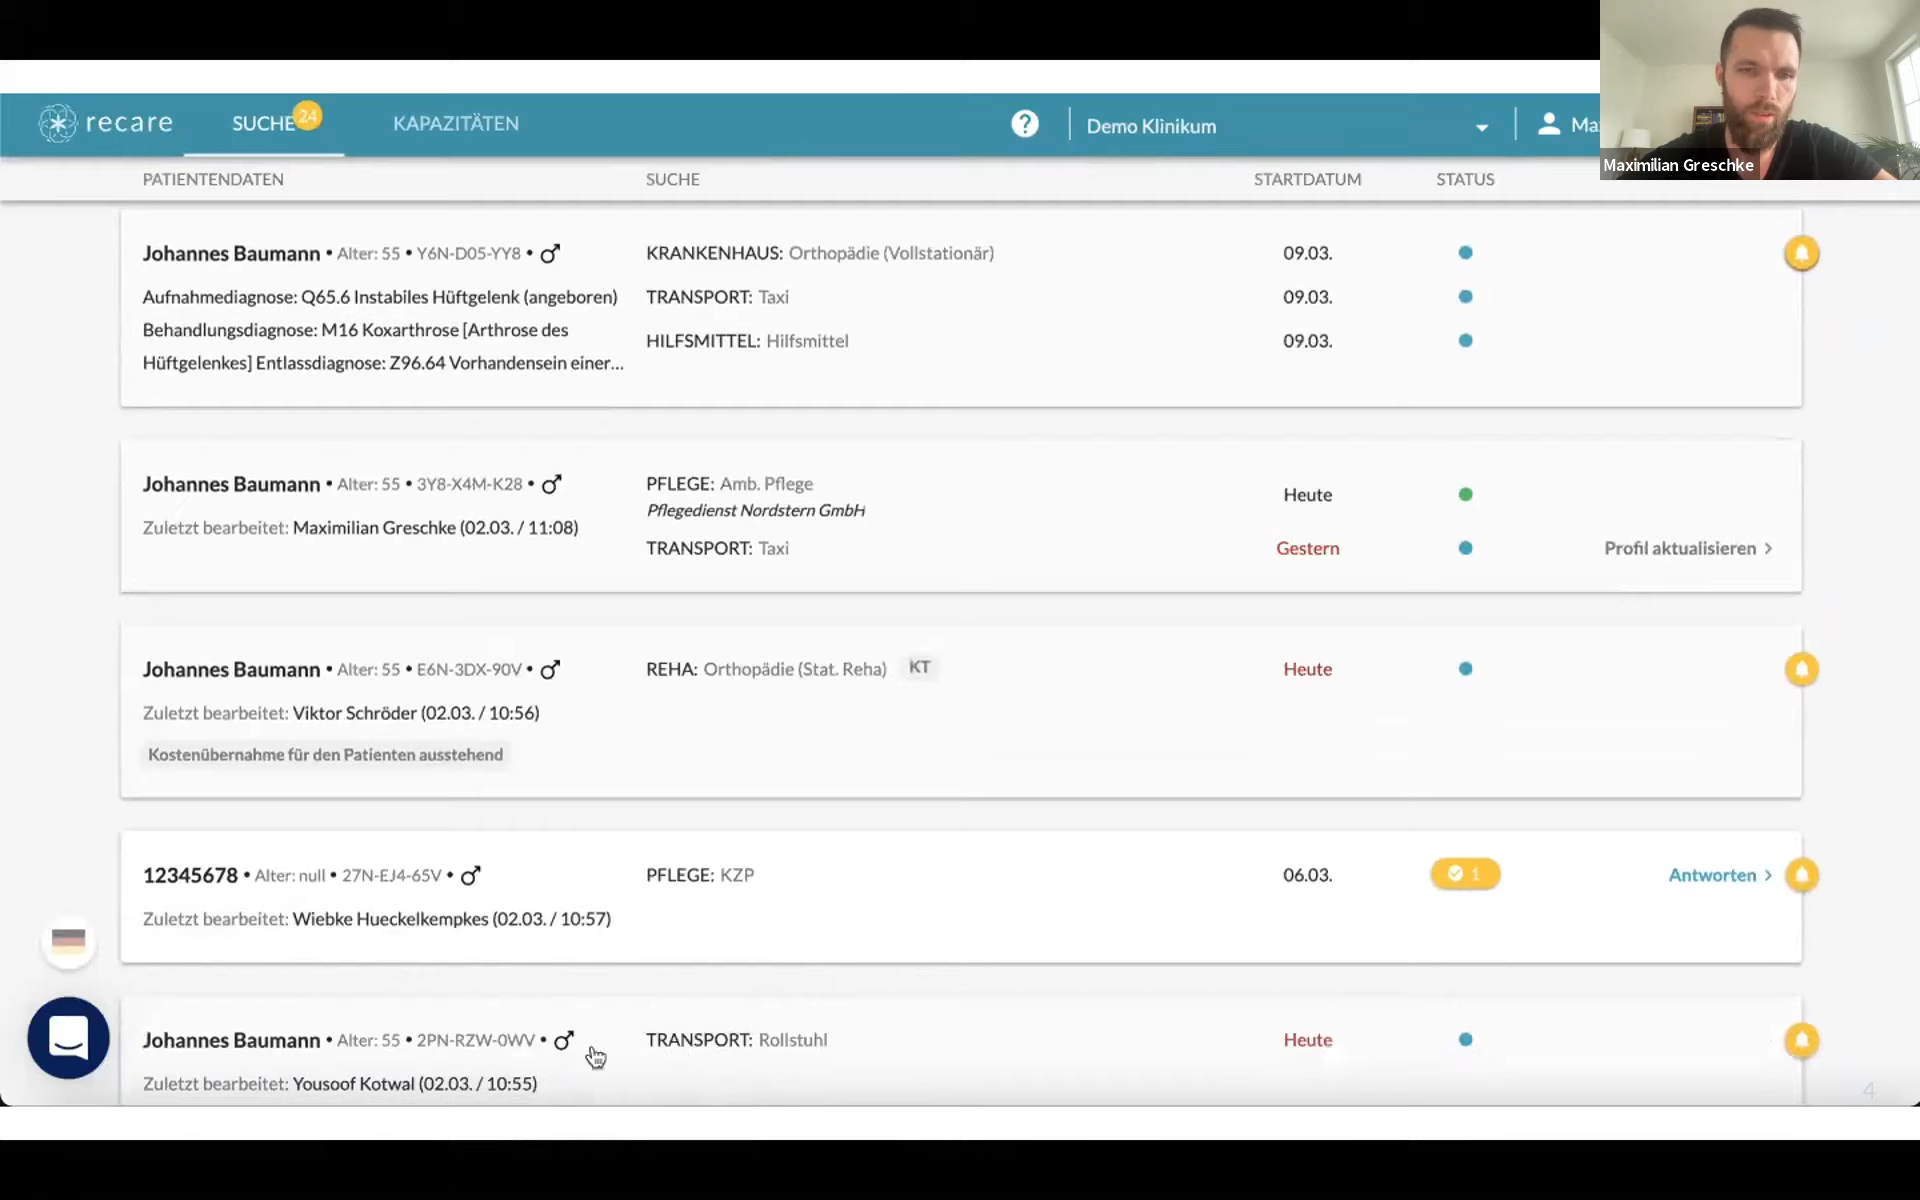 recare
SUCHE 24
KAPAZITÄTEN
?
Demo Klinikum
Maximilian Greschke
PATIENTENDATEN
SUCHE
STARTDATUM
STATUS
Johannes Baumann • Alter: 55 • Y6N-D05-YY8 • ♂
KRANKENHAUS: Orthopädie (Vollstationär)
09.03.
Aufnahmediagnose: Q65.6 Instabiles Hüftgelenk (angeboren)
Behandlungsdiagnose: M16 Koxarthrose [Arthrose des
Hüftgelenkes] Entlassdiagnose: Z96.64 Vorhandensein einer...
TRANSPORT: Taxi
09.03.
HILFSMITTEL: Hilfsmittel
09.03.
Johannes Baumann • Alter: 55 • 3Y8-X4M-K28 • ♂
Zuletzt bearbeitet: Maximilian Greschke (02.03. / 11:08)
PFLEGE: Amb. Pflege
Pflegedienst Nordstern GmbH
Heute
TRANSPORT: Taxi
Gestern
Profil aktualisieren >
Johannes Baumann • Alter: 55 • E6N-3DX-90V • ♂
REHA: Orthopädie (Stat. Reha) KT
Heute
Zuletzt bearbeitet: Viktor Schröder (02.03. / 10:56)
Kostenübernahme für den Patienten ausstehend
12345678 • Alter: null • 27N-EJ4-65V • ♂
PFLEGE: KZP
06.03.
1
Antworten >
Zuletzt bearbeitet: Wiebke Hueckelkempkes (02.03. / 10:57)
Johannes Baumann • Alter: 55 • 2PN-RZW-0WV • ♂
TRANSPORT: Rollstuhl
Heute
Zuletzt bearbeitet: Yousoof Kotwal (02.03. / 10:55)
4